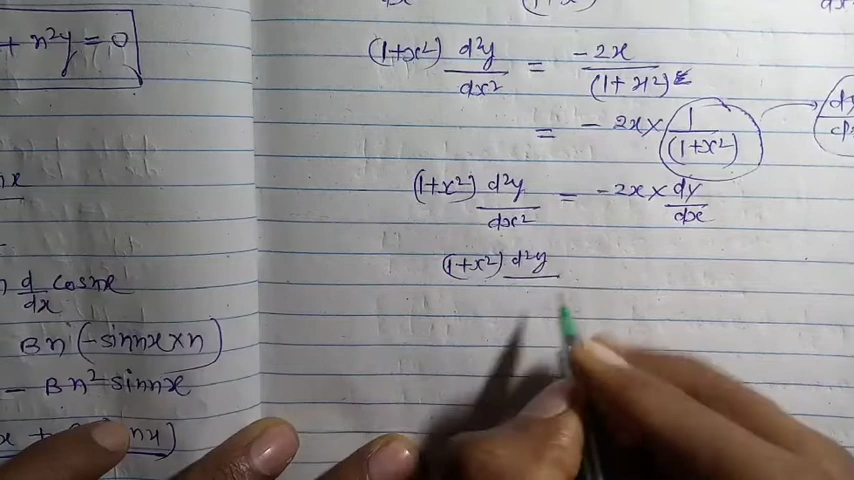 + n²y = 0
d/dx cosnx
Bn (-sinnx×n)
- Bn² sinnx
(1+x²) d²y/dx² = -2x/(1+x²)
= -2x × 1/(1+x²)
(1+x²) d²y/dx² = -2x × dy/dx
(1+x²) d²y